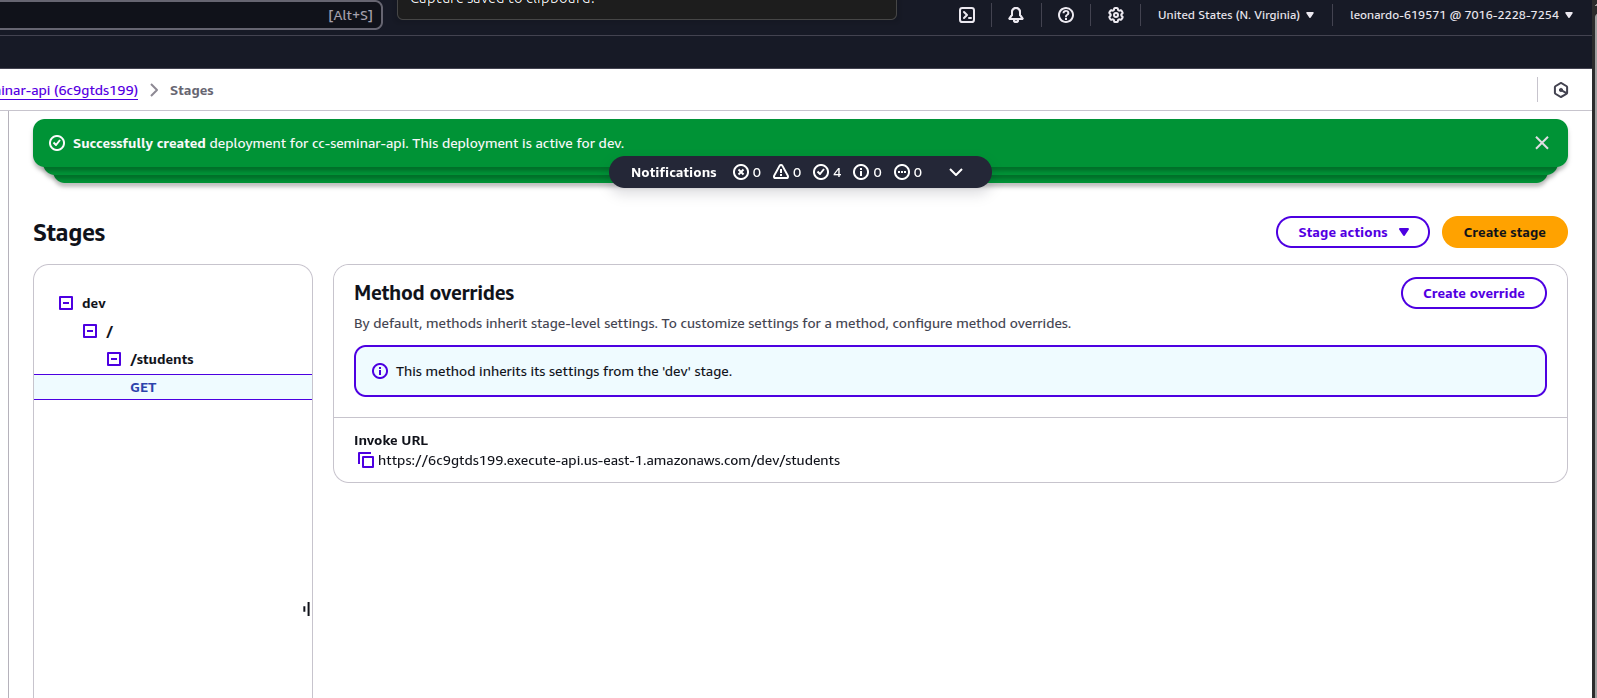 [Alt+S]
Capture saved to clipboard.
United States (N. Virginia)
leonardo-619571 @ 7016-2228-7254
inar-api (6c9gtds199)
Stages
Successfully created deployment for cc-seminar-api. This deployment is active for dev.
Notifications 0 0 4 0 0
Stages
Stage actions
Create stage
dev
/
/students
GET
Method overrides
Create override
By default, methods inherit stage-level settings. To customize settings for a method, configure method overrides.
This method inherits its settings from the 'dev' stage.
Invoke URL
https://6c9gtds199.execute-api.us-east-1.amazonaws.com/dev/students